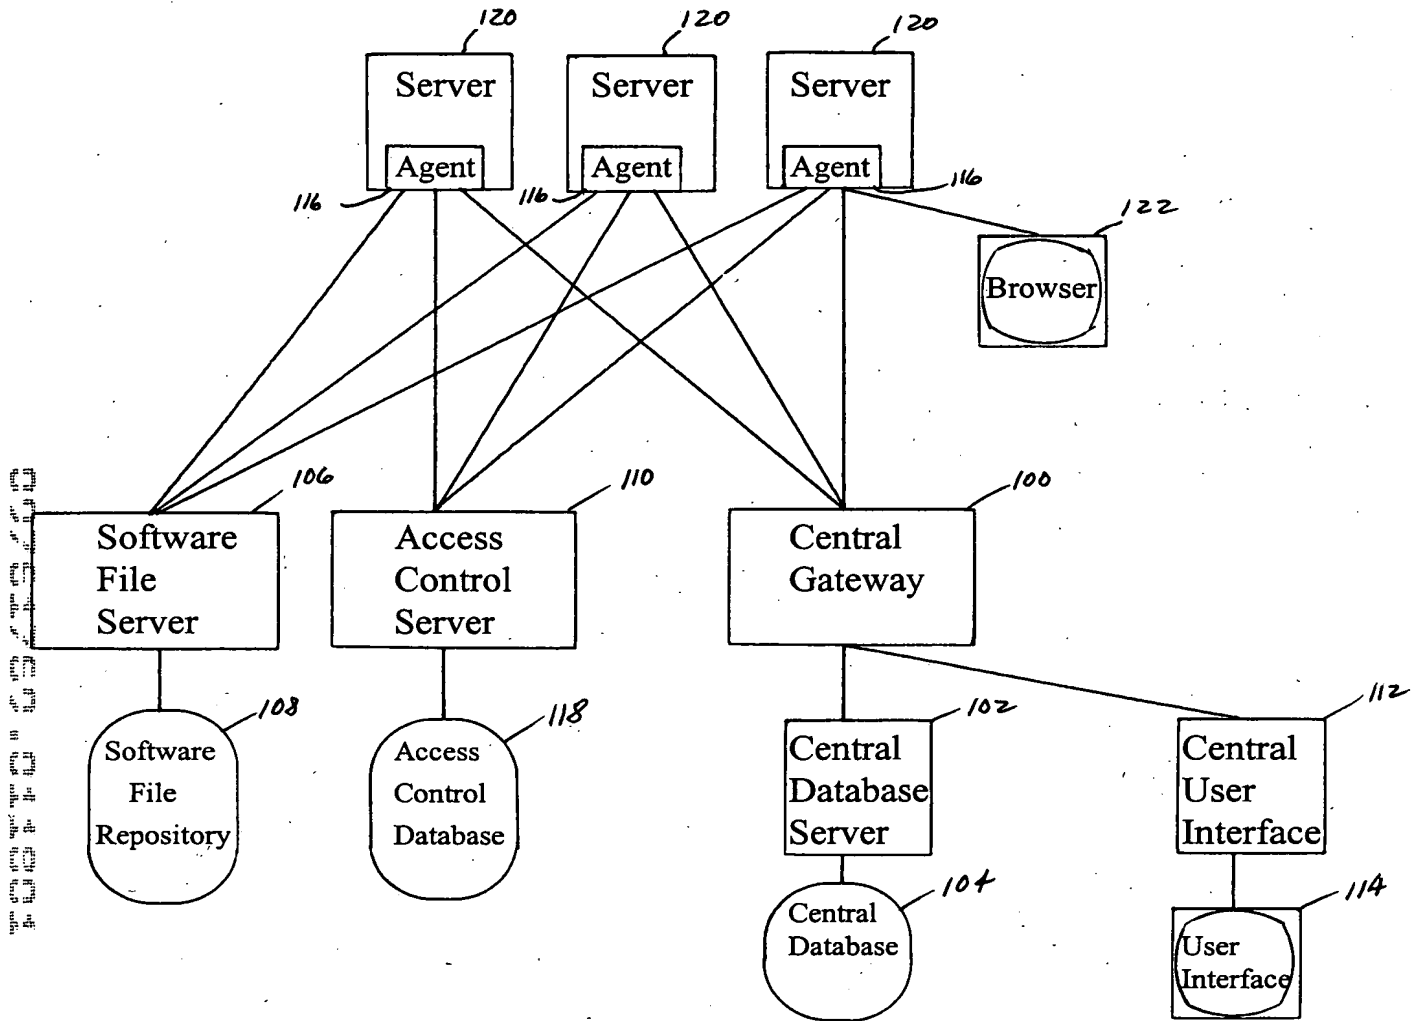 120 120 120
Server Server Server
Agent Agent Agent
116 116 116
122
Browser
106 110 100
Software
File
Server
Access
Control
Server
Central
Gateway
108 118 102 112
Software
File
Repository
Access
Control
Database
Central
Database
Server
Central
User
Interface
104 114
Central
Database
User
Interface